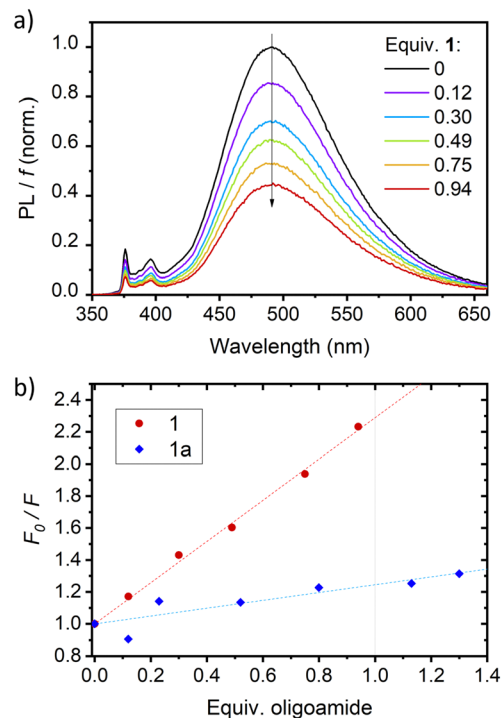 a)
PL / f (norm.)
1.0
0.8
0.6
0.4
0.2
0.0
Equiv. 1:
0
0.12
0.30
0.49
0.75
0.94
350 400 450 500 550 600 650
Wavelength (nm)
b)
F0 / F
2.4
2.2
2.0
1.8
1.6
1.4
1.2
1.0
0.8
1
1a
0.0 0.2 0.4 0.6 0.8 1.0 1.2 1.4
Equiv. oligoamide